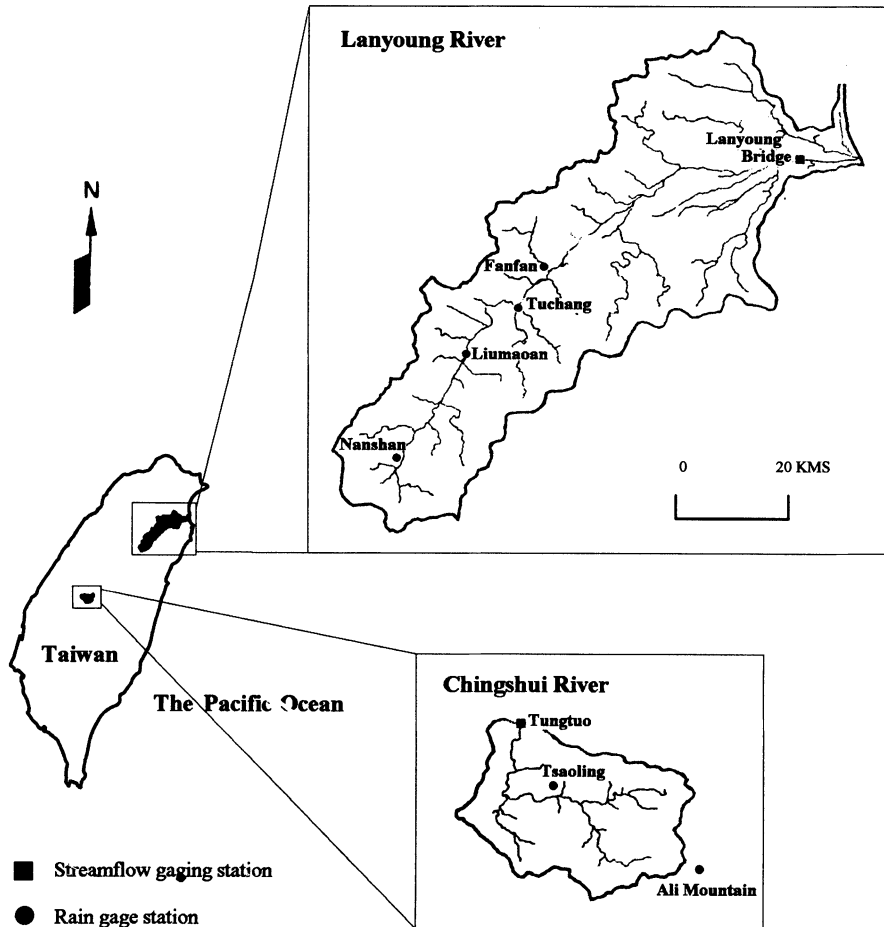 Lanyoung River
Lanyoung
Bridge
N
Fanfan
Tuchang
Liumaoan
Nanshan
0 20 KMS
Taiwan
The Pacific Ocean
Chingshui River
Tungtuo
Tsaoling
Ali Mountain
Streamflow gaging station
Rain gage station